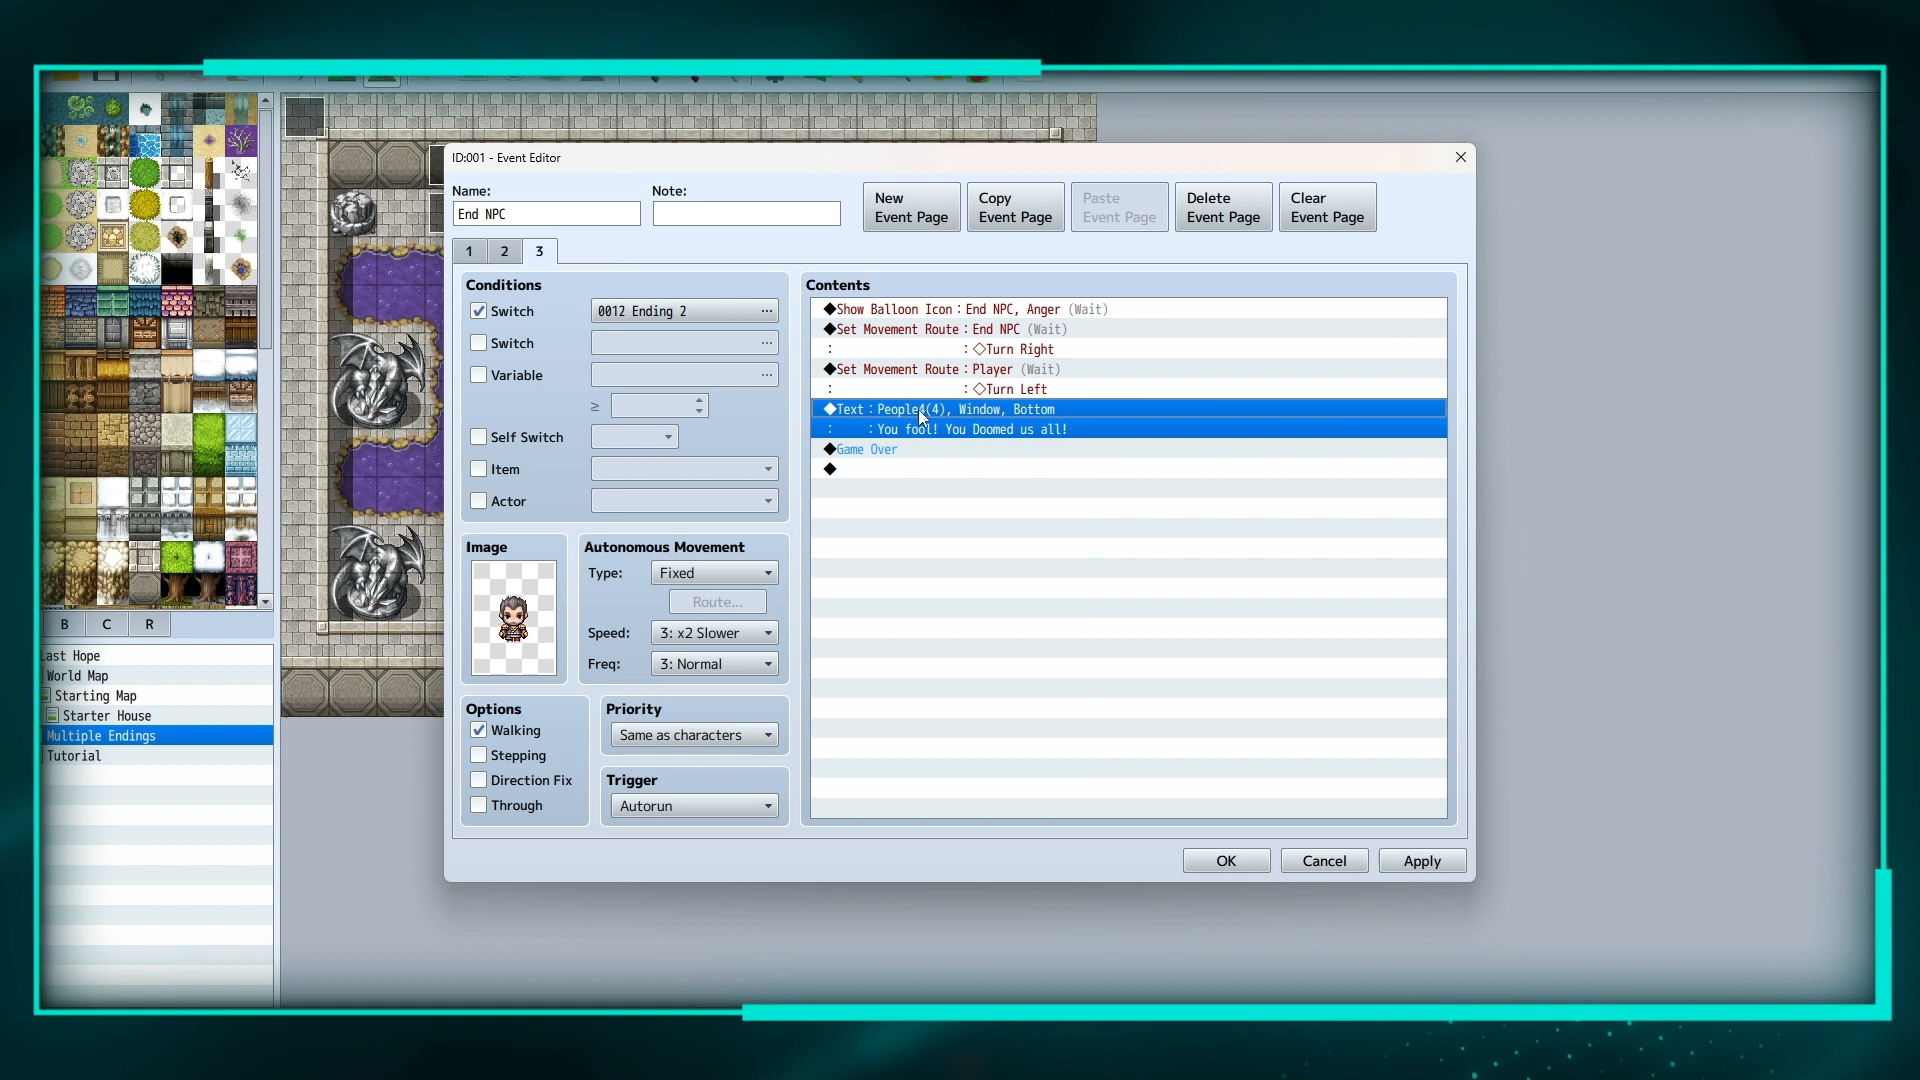 ID:001 - Event Editor
Name:
Note:
End NPC
New Event Page
Copy Event Page
Paste Event Page
Delete Event Page
Clear Event Page
1 2 3
Conditions
Switch 0012 Ending 2 ...
Switch ...
Variable ...
≥
Self Switch
Item
Actor
Image
Autonomous Movement
Type: Fixed
Route...
Speed: 3: x2 Slower
Freq: 3: Normal
Options
Walking
Stepping
Direction Fix
Through
Priority
Same as characters
Trigger
Autorun
Contents
◆Show Balloon Icon：End NPC, Anger (Wait)
◆Set Movement Route：End NPC (Wait)
：　　　　　　　　：◇Turn Right
◆Set Movement Route：Player (Wait)
：　　　　　　　　：◇Turn Left
◆Text：People4(4), Window, Bottom
：　　：You fool! You Doomed us all!
◆Game Over
◆
OK
Cancel
Apply
B C R
Last Hope
World Map
Starting Map
Starter House
Multiple Endings
Tutorial